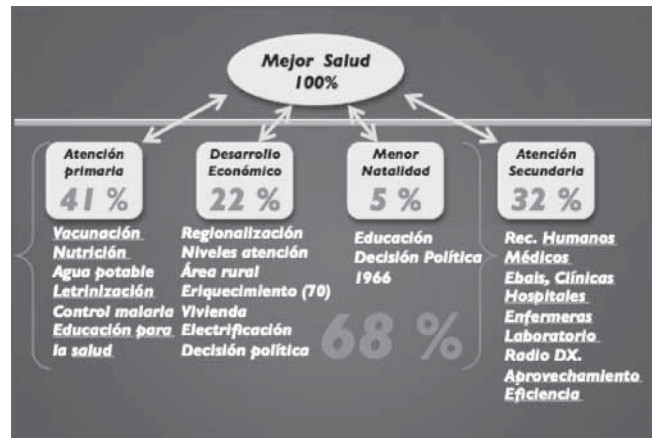 Mejor Salud
100%
Atención
primaria
41 %
Vacunación
Nutrición
Agua potable
Letrinización
Control malaria
Educación para
la salud
Desarrollo
Económico
22 %
Regionalización
Niveles atención
Área rural
Eriquecimiento (70)
Vivienda
Electrificación
Decisión política
Menor
Natalidad
5 %
Educación
Decisión Política
1966
68 %
Atención
Secundaria
32 %
Rec. Humanos
Médicos
Ebais, Clínicas
Hospitales
Enfermeras
Laboratorio
Radio DX.
Aprovechamiento
Eficiencia